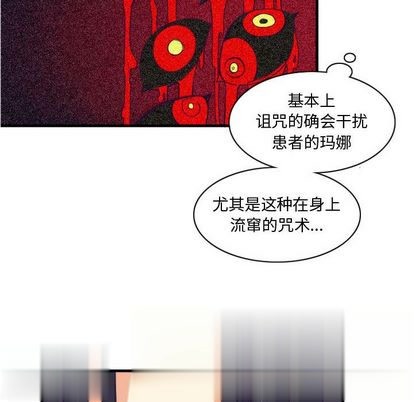 基本上
诅咒的确会干扰
患者的玛娜
尤其是这种在身上
流窜的咒术...